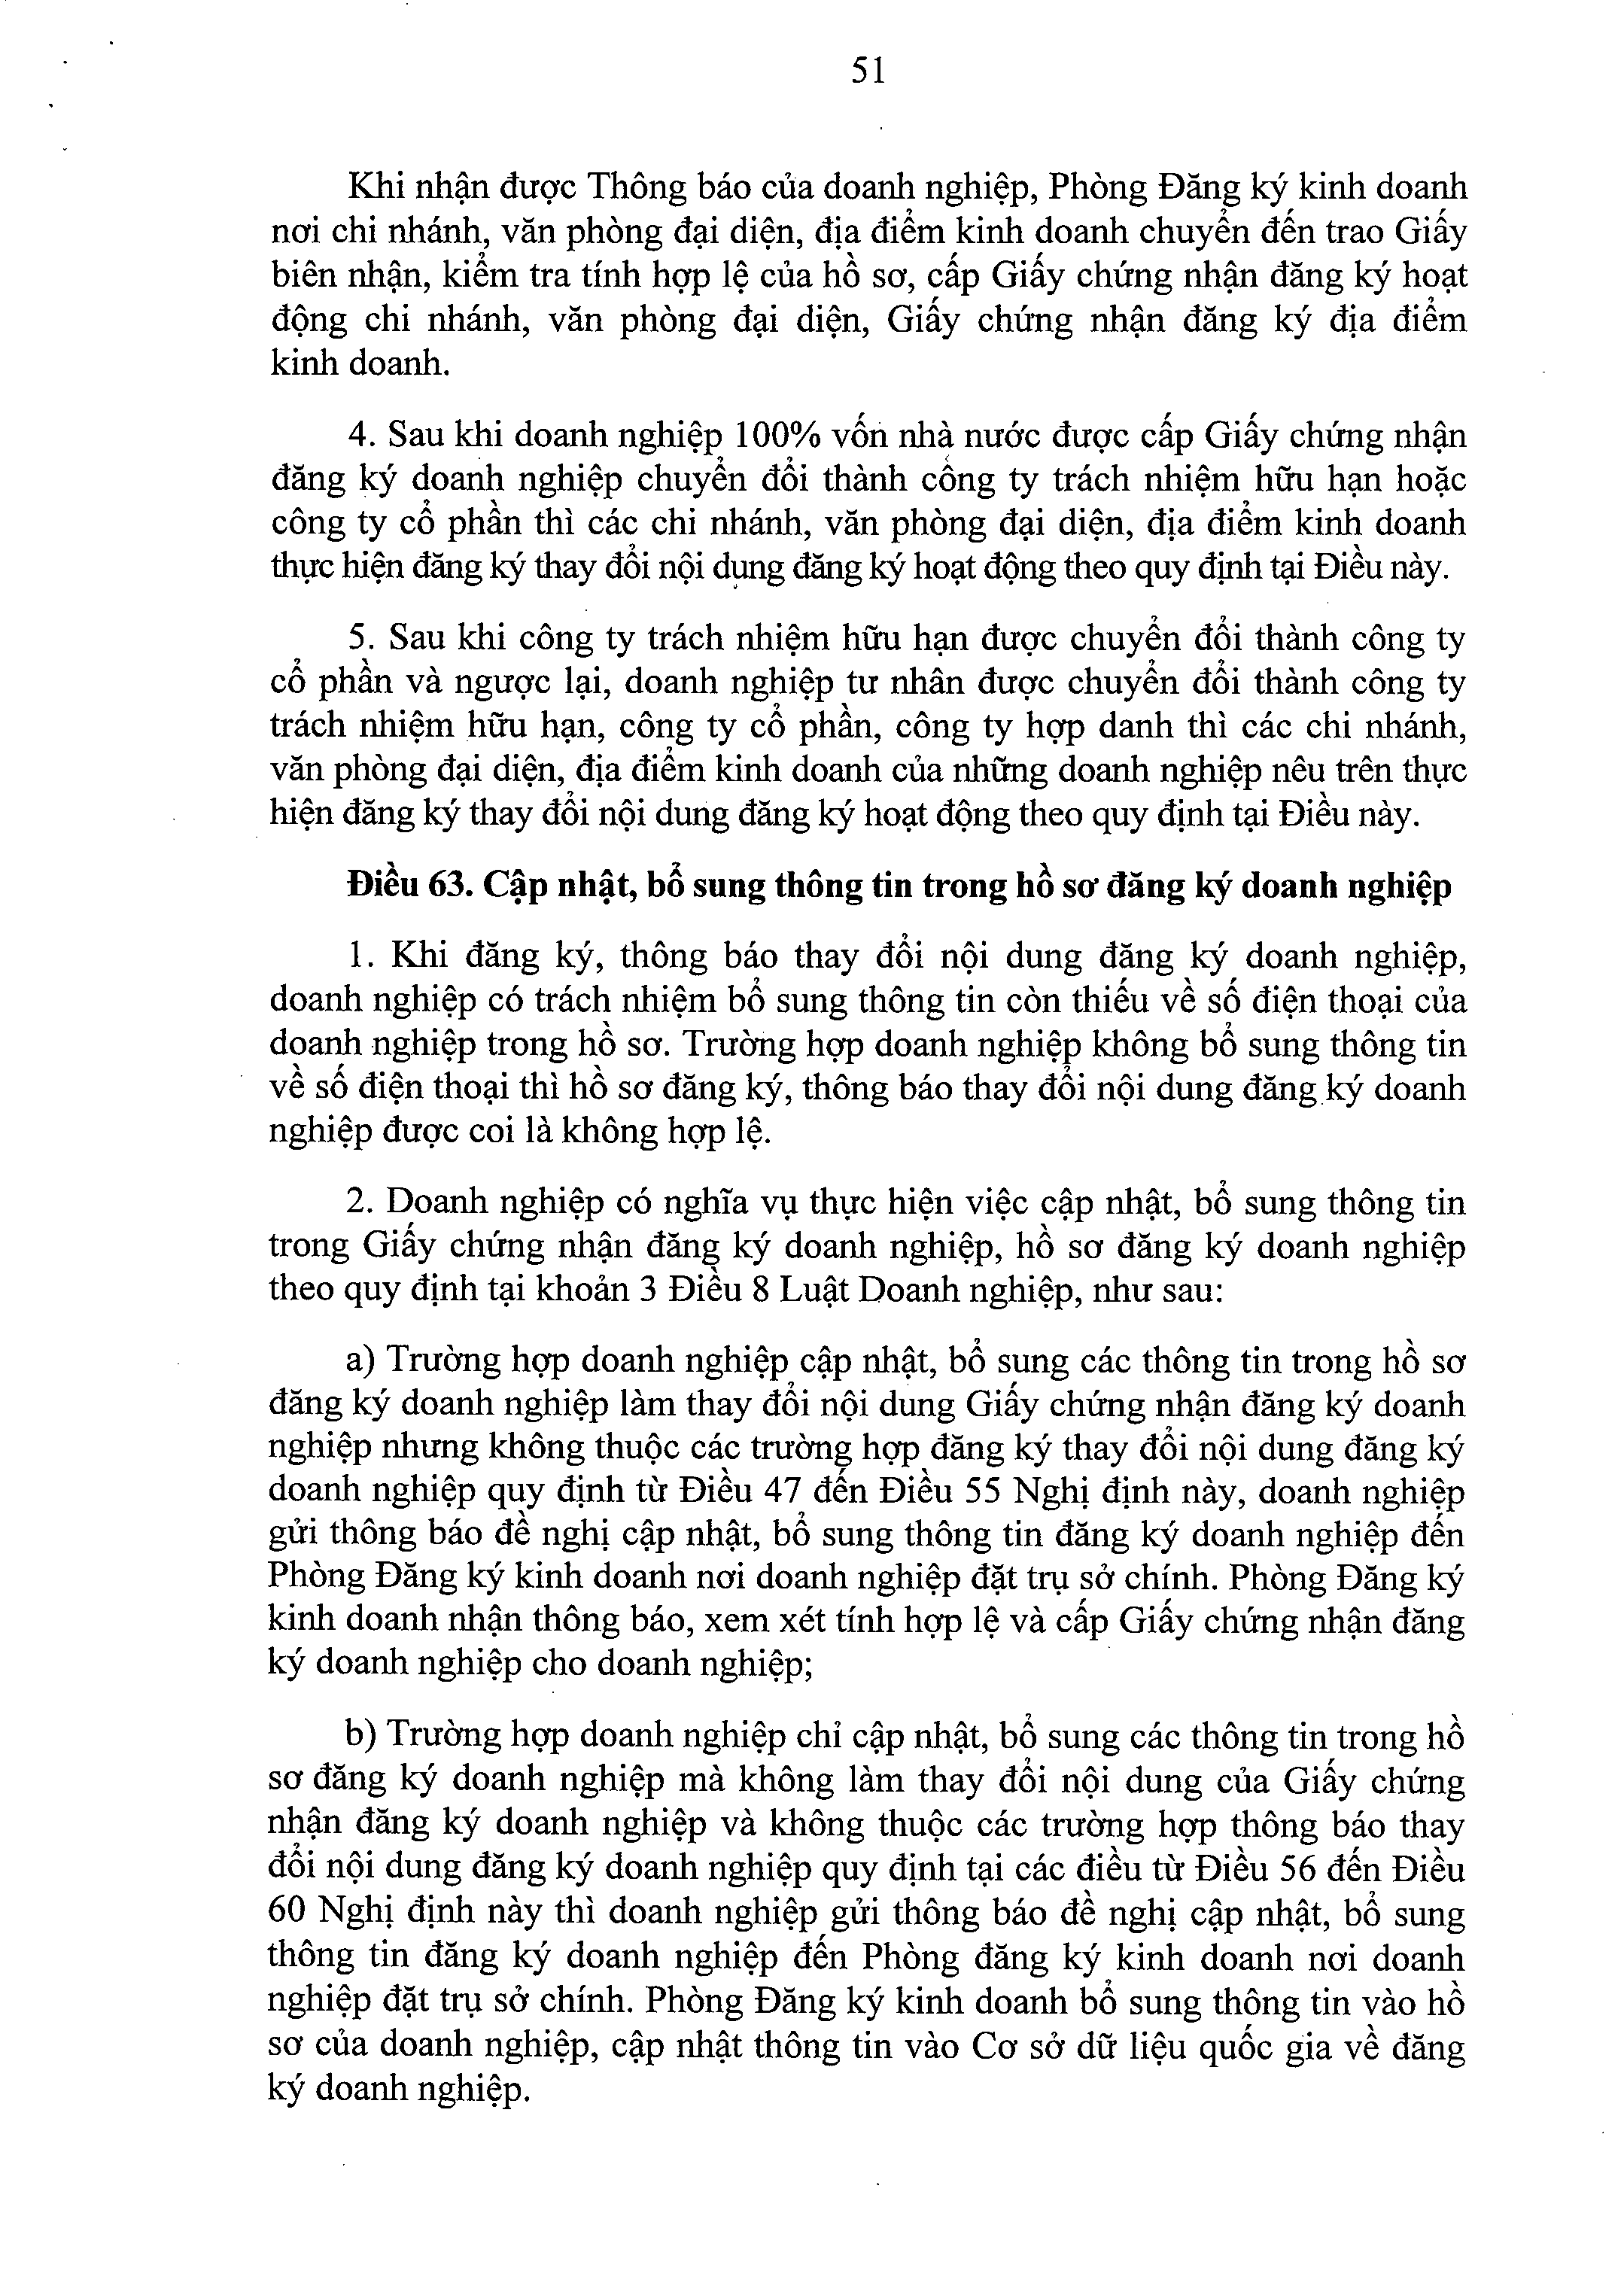 51
Khi nhận được Thông báo của doanh nghiệp, Phòng Đăng ký kinh doanh
nơi chi nhánh, văn phòng đại diện, địa điểm kinh doanh chuyển đến trao Giấy
biên nhận, kiểm tra tính hợp lệ của hồ sơ, cấp Giấy chứng nhận đăng ký hoạt
động chi nhánh, văn phòng đại diện, Giấy chứng nhận đăng ký địa điểm
kinh doanh.
4. Sau khi doanh nghiệp 100% vốn nhà nước được cấp Giấy chứng nhận
đăng ký doanh nghiệp chuyển đổi thành công ty trách nhiệm hữu hạn hoặc
công ty cổ phần thì các chi nhánh, văn phòng đại diện, địa điểm kinh doanh
thực hiện đăng ký thay đổi nội dung đăng ký hoạt động theo quy định tại Điều này.
5. Sau khi công ty trách nhiệm hữu hạn được chuyển đổi thành công ty
cổ phần và ngược lại, doanh nghiệp tư nhân được chuyển đổi thành công ty
trách nhiệm hữu hạn, công ty cổ phần, công ty hợp danh thì các chi nhánh,
văn phòng đại diện, địa điểm kinh doanh của những doanh nghiệp nêu trên thực
hiện đăng ký thay đổi nội dung đăng ký hoạt động theo quy định tại Điều này.
Điều 63. Cập nhật, bổ sung thông tin trong hồ sơ đăng ký doanh nghiệp
1. Khi đăng ký, thông báo thay đổi nội dung đăng ký doanh nghiệp,
doanh nghiệp có trách nhiệm bổ sung thông tin còn thiếu về số điện thoại của
doanh nghiệp trong hồ sơ. Trường hợp doanh nghiệp không bổ sung thông tin
về số điện thoại thì hồ sơ đăng ký, thông báo thay đổi nội dung đăng ký doanh
nghiệp được coi là không hợp lệ.
2. Doanh nghiệp có nghĩa vụ thực hiện việc cập nhật, bổ sung thông tin
trong Giấy chứng nhận đăng ký doanh nghiệp, hồ sơ đăng ký doanh nghiệp
theo quy định tại khoản 3 Điều 8 Luật Doanh nghiệp, như sau:
a) Trường hợp doanh nghiệp cập nhật, bổ sung các thông tin trong hồ sơ
đăng ký doanh nghiệp làm thay đổi nội dung Giấy chứng nhận đăng ký doanh
nghiệp nhưng không thuộc các trường hợp đăng ký thay đổi nội dung đăng ký
doanh nghiệp quy định từ Điều 47 đến Điều 55 Nghị định này, doanh nghiệp
gửi thông báo đề nghị cập nhật, bổ sung thông tin đăng ký doanh nghiệp đến
Phòng Đăng ký kinh doanh nơi doanh nghiệp đặt trụ sở chính. Phòng Đăng ký
kinh doanh nhận thông báo, xem xét tính hợp lệ và cấp Giấy chứng nhận đăng
ký doanh nghiệp cho doanh nghiệp;
b) Trường hợp doanh nghiệp chỉ cập nhật, bổ sung các thông tin trong hồ
sơ đăng ký doanh nghiệp mà không làm thay đổi nội dung của Giấy chứng
nhận đăng ký doanh nghiệp và không thuộc các trường hợp thông báo thay
đổi nội dung đăng ký doanh nghiệp quy định tại các điều từ Điều 56 đến Điều
60 Nghị định này thì doanh nghiệp gửi thông báo đề nghị cập nhật, bổ sung
thông tin đăng ký doanh nghiệp đến Phòng đăng ký kinh doanh nơi doanh
nghiệp đặt trụ sở chính. Phòng Đăng ký kinh doanh bổ sung thông tin vào hồ
sơ của doanh nghiệp, cập nhật thông tin vào Cơ sở dữ liệu quốc gia về đăng
ký doanh nghiệp.